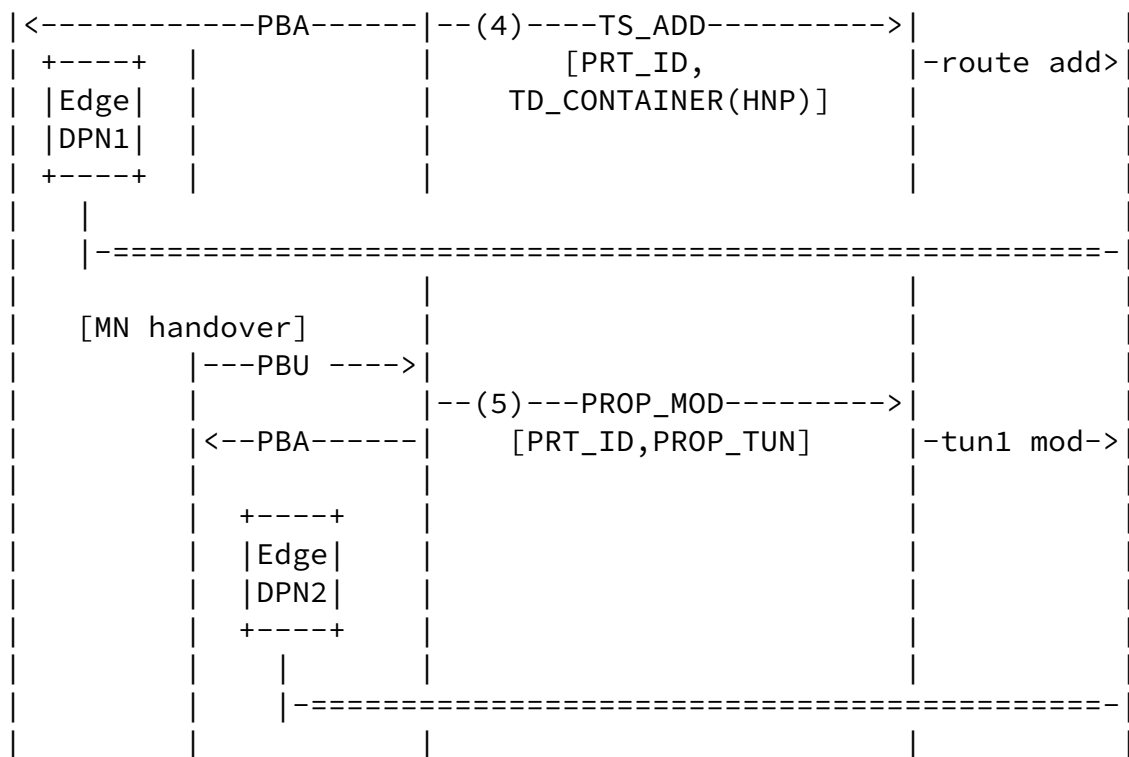 |<------------PBA------|--(4)----TS_ADD---------->|           |
| +----+  |            |       [PRT_ID,           |-route add>|
| |Edge|  |            |    TD_CONTAINER(HNP)]    |           |
| |DPN1|  |            |                          |           |
| +----+  |            |                          |           |
|   |                                                         |
|   |-=======================================================-|
|                      |                          |           |
|   [MN handover]      |                          |           |
|         |---PBU ---->|                          |           |
|         |            |--(5)---PROP_MOD--------->|           |
|         |<--PBA------|    [PRT_ID,PROP_TUN]     |-tun1 mod->|
|         |            |                          |           |
|         |  +----+    |                          |           |
|         |  |Edge|    |                          |           |
|         |  |DPN2|    |                          |           |
|         |  +----+    |                          |           |
|         |    |       |                          |           |
|         |    |-============================================-|
|         |            |                          |           |